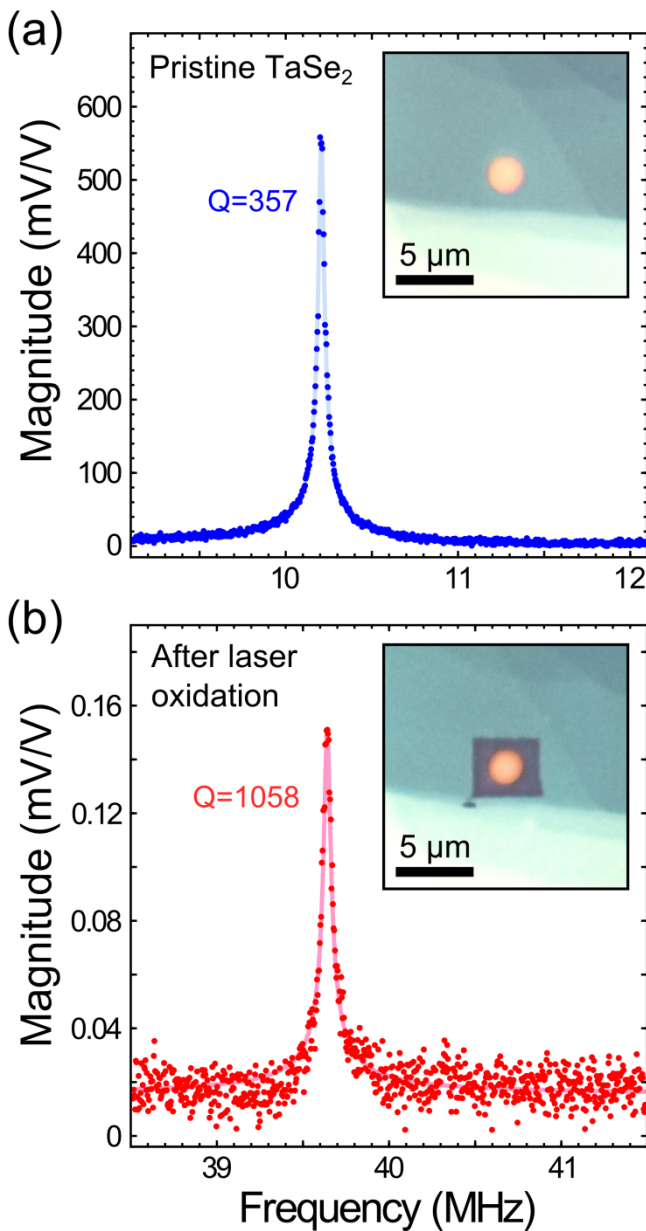 (a)
Pristine TaSe₂
Q=357
5 μm
Magnitude (mV/V)
600
500
400
300
200
100
0
10
11
12
(b)
After laser
oxidation
Q=1058
5 μm
Magnitude (mV/V)
0.16
0.12
0.08
0.04
0
39
40
41
Frequency (MHz)